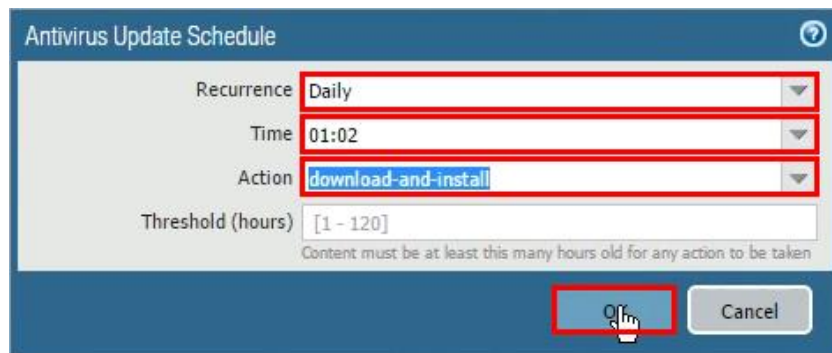 Antivirus Update Schedule
Recurrence Daily
Time 01:02
Action download-and-install
Threshold (hours) [1 - 120]
Content must be at least this many hours old for any action to be taken
Cancel